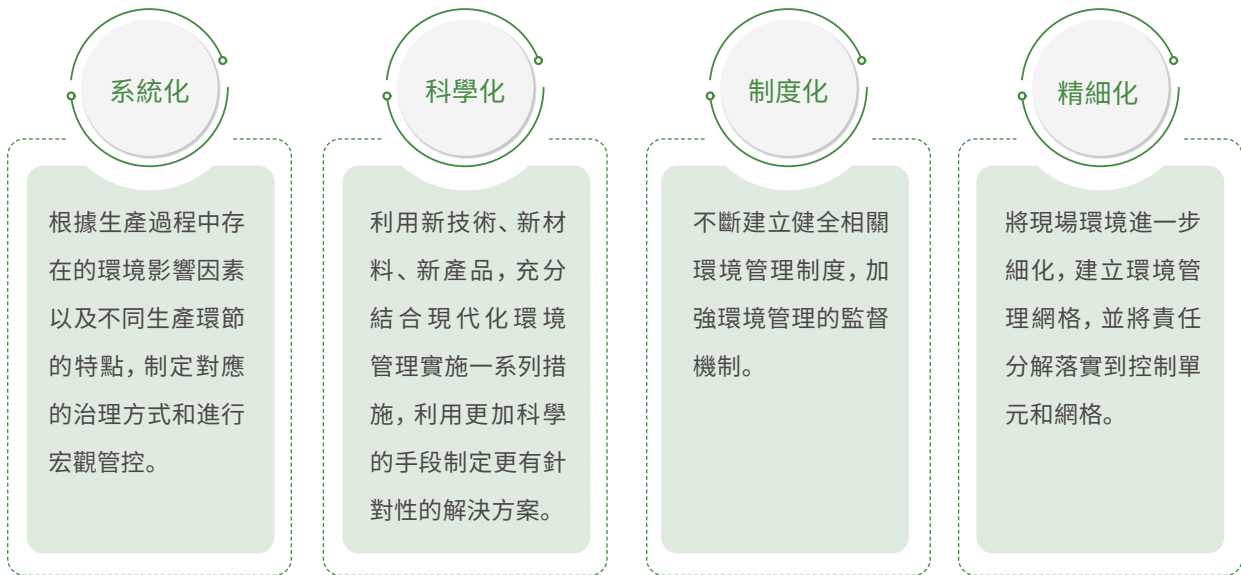 系統化
根據生產過程中存
在的環境影響因素
以及不同生產環節
的特點，制定對應
的治理方式和進行
宏觀管控。
科學化
利用新技術、新材
料、新產品，充分
結合現代化環境
管理實施一系列措
施，利用更加科學
的手段制定更有針
對性的解決方案。
制度化
不斷建立健全相關
環境管理制度，加
強環境管理的監督
機制。
精細化
將現場環境進一步
細化，建立環境管
理網格，並將責任
分解落實到控制單
元和網格。